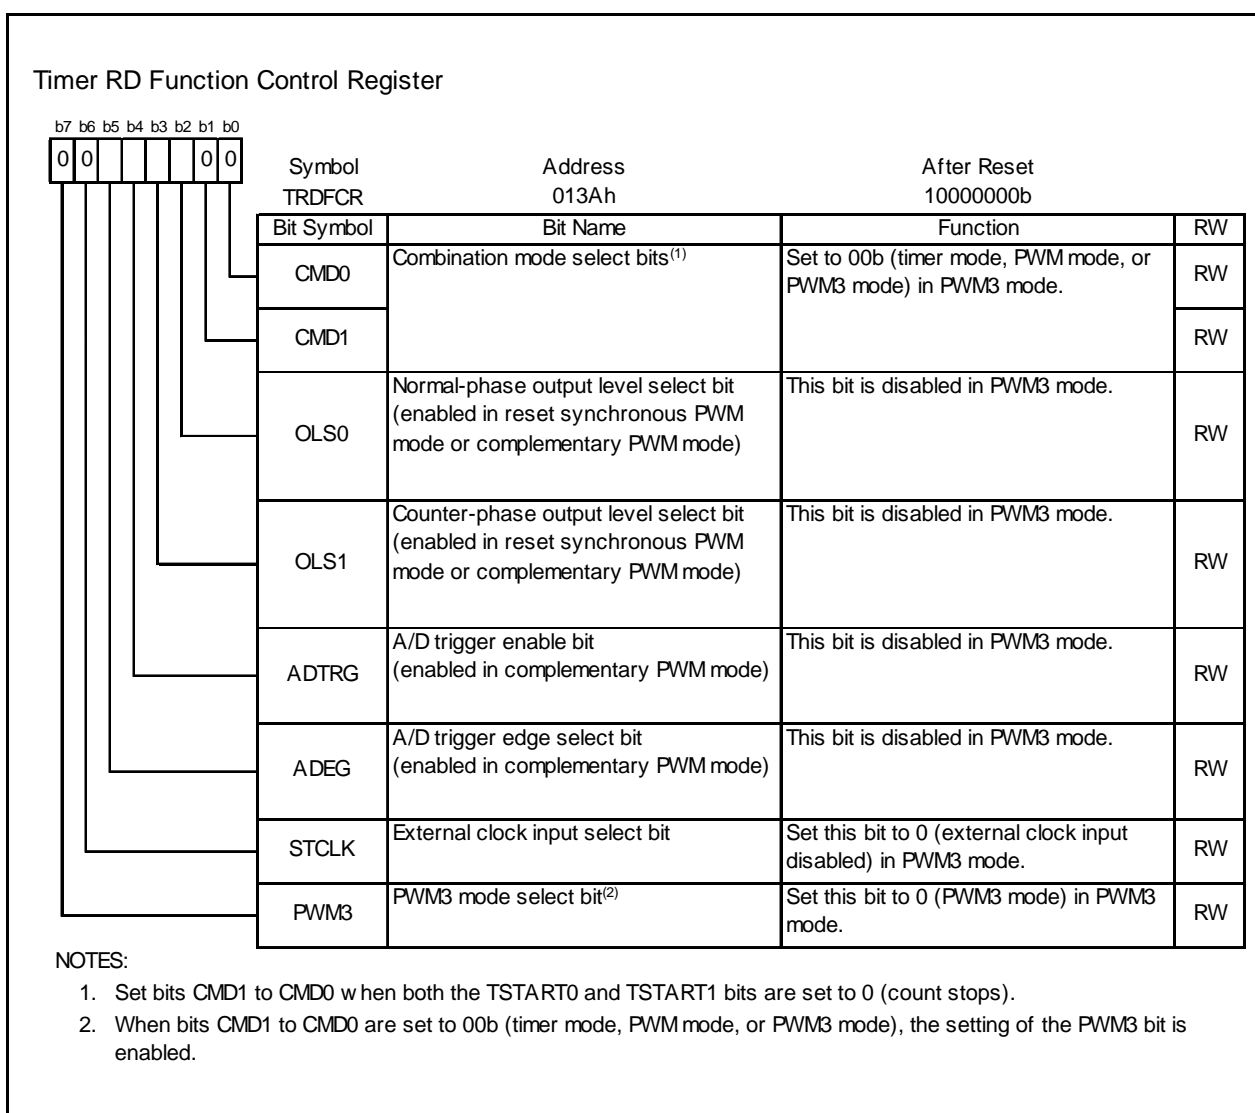 Timer RD Function Control Register
b7 b6 b5 b4 b3 b2 b1 b0
0 0 0 0
Symbol Address After Reset
TRDFCR 013Ah 10000000b
Bit Symbol Bit Name Function RW
CMD0 Combination mode select bits(1) Set to 00b (timer mode, PWM mode, or
PWM3 mode) in PWM3 mode. RW
CMD1 RW
OLS0 Normal-phase output level select bit
(enabled in reset synchronous PWM
mode or complementary PWM mode) This bit is disabled in PWM3 mode. RW
OLS1 Counter-phase output level select bit
(enabled in reset synchronous PWM
mode or complementary PWM mode) This bit is disabled in PWM3 mode. RW
ADTRG A/D trigger enable bit
(enabled in complementary PWM mode) This bit is disabled in PWM3 mode. RW
ADEG A/D trigger edge select bit
(enabled in complementary PWM mode) This bit is disabled in PWM3 mode. RW
STCLK External clock input select bit Set this bit to 0 (external clock input
disabled) in PWM3 mode. RW
PWM3 PWM3 mode select bit(2) Set this bit to 0 (PWM3 mode) in PWM3
mode. RW
NOTES:
1. Set bits CMD1 to CMD0 when both the TSTART0 and TSTART1 bits are set to 0 (count stops).
2. When bits CMD1 to CMD0 are set to 00b (timer mode, PWM mode, or PWM3 mode), the setting of the PWM3 bit is
enabled.